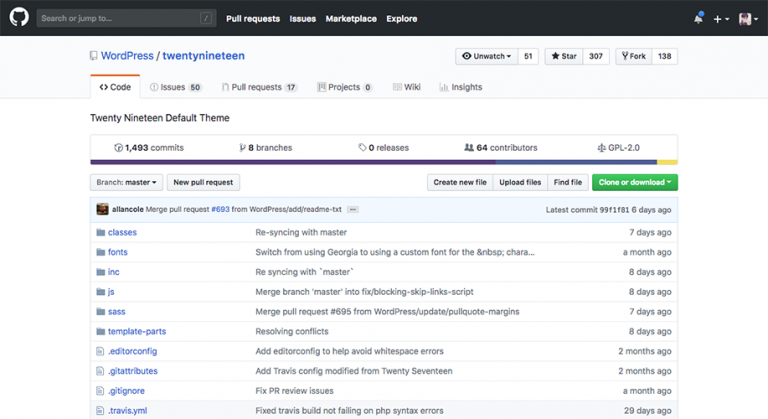 Search or jump to... / Pull requests Issues Marketplace Explore
WordPress / twentynineteen Unwatch 51 Star 307 Fork 138
Code Issues 50 Pull requests 17 Projects 0 Wiki Insights
Twenty Nineteen Default Theme
1,493 commits 8 branches 0 releases 64 contributors GPL-2.0
Branch: master New pull request Create new file Upload files Find file Clone or download
allancole Merge pull request #693 from WordPress/add/readme-txt Latest commit 99f1f81 6 days ago
classes Re-syncing with master 7 days ago
fonts Switch from using Georgia to using a custom font for the &nbsp; chara... a month ago
inc Re syncing with `master` 8 days ago
js Merge branch 'master' into fix/blocking-skip-links-script 8 days ago
sass Merge pull request #695 from WordPress/update/pullquote-margins 7 days ago
template-parts Resolving conflicts 8 days ago
.editorconfig Add editorconfig to help avoid whitespace errors 2 months ago
.gitattributes Add Travis config modified from Twenty Seventeen 2 months ago
.gitignore Fix PR review issues a month ago
.travis.yml Fixed travis build not failing on php syntax errors 29 days ago